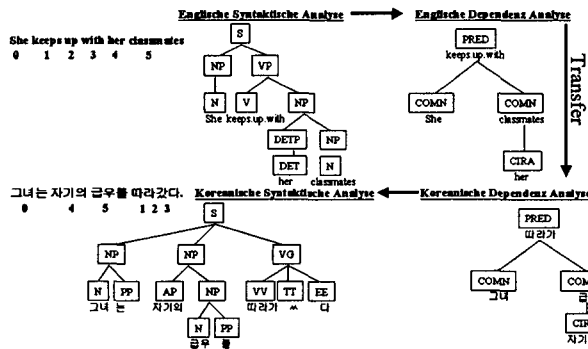 Englische Syntaktische Analyse
Englische Dependenz Analyse
She keeps up with her classmates
0 1 2 3 4 5
S
NP VP
N V NP
She keeps.up.with
DETP NP
DET N
her classmates
PRED
keeps.up.with
COMN COMN
She classmates
CIRA
her
Transfer
그녀는 자기의 급우를 따라갔다.
0 4 5 1 2 3
Koreanische Syntaktische Analyse
Koreanische Dependenz Analyse
S
NP NP VG
N PP AP NP VV TT EE
그녀 는 자기의 따라가 ㅆ 다
N PP
급우 를
PRED
따라가
COMN COM
그녀 급
CIR
자기